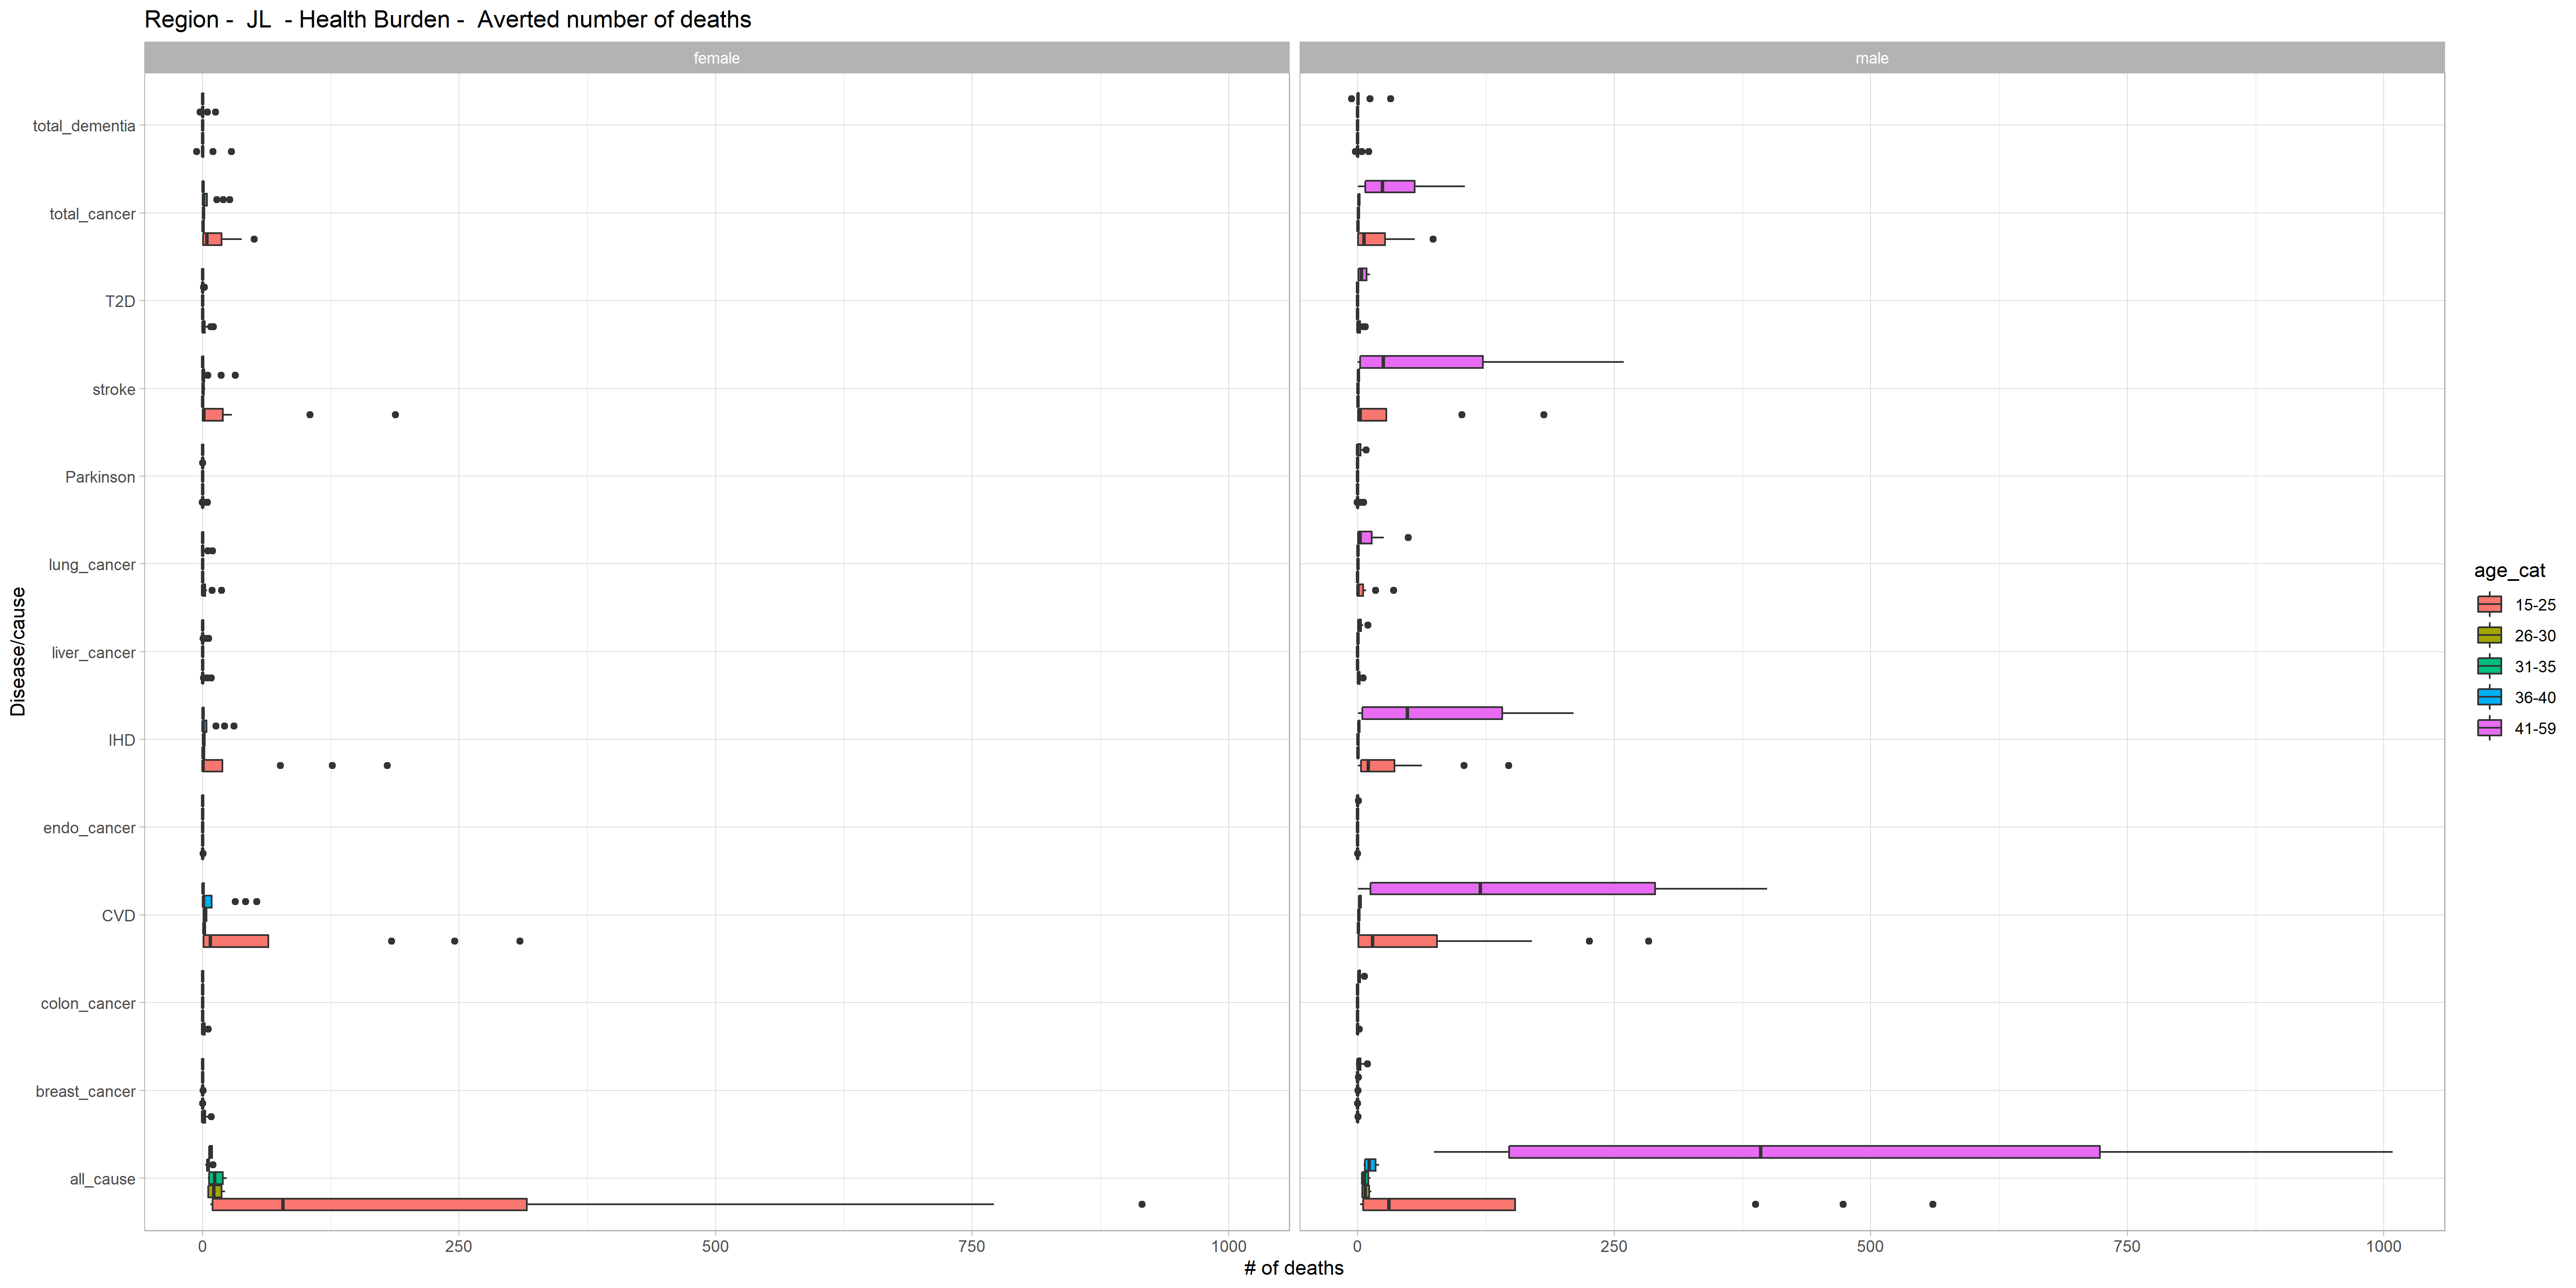 Region -  JL  - Health Burden -  Averted number of deaths
female
male
Disease/cause
total_dementia
total_cancer
T2D
stroke
Parkinson
lung_cancer
liver_cancer
IHD
endo_cancer
CVD
colon_cancer
breast_cancer
all_cause
0 250 500 750 1000
0 250 500 750 1000
# of deaths
age_cat
15-25
26-30
31-35
36-40
41-59